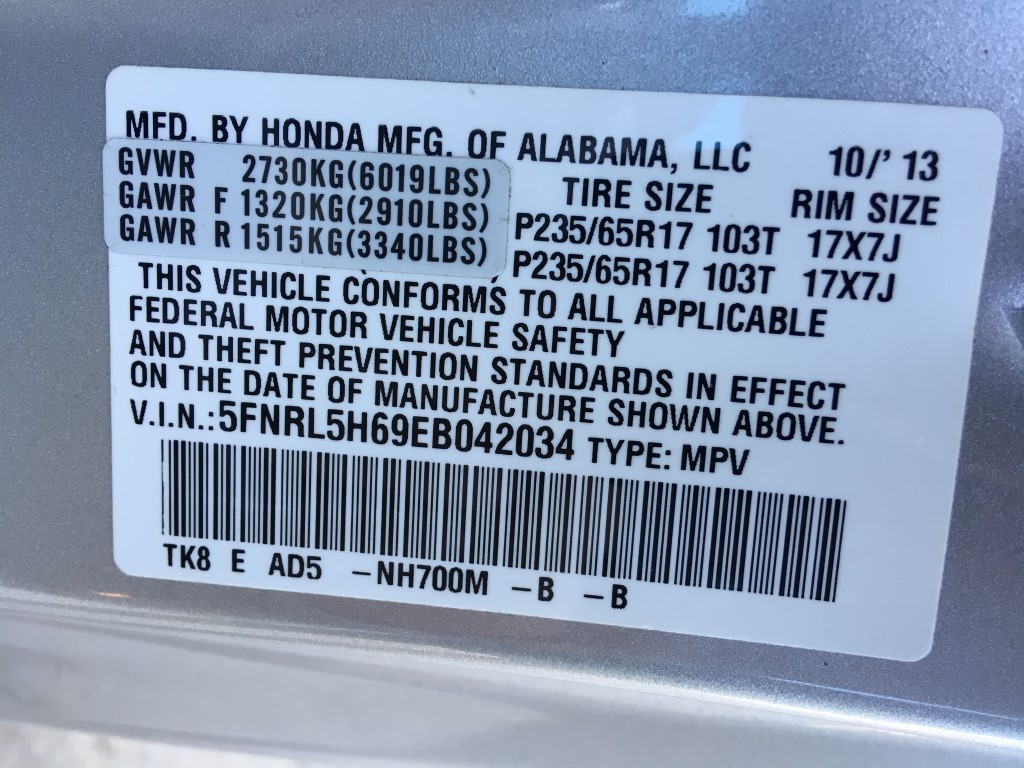 MFD. BY HONDA MFG. OF ALABAMA, LLC 10/' 13
GVWR 2730KG(6019LBS) TIRE SIZE RIM SIZE
GAWR F 1320KG(2910LBS) P235/65R17 103T 17X7J
GAWR R 1515KG(3340LBS) P235/65R17 103T 17X7J
THIS VEHICLE CONFORMS TO ALL APPLICABLE
FEDERAL MOTOR VEHICLE SAFETY
AND THEFT PREVENTION STANDARDS IN EFFECT
ON THE DATE OF MANUFACTURE SHOWN ABOVE.
V.I.N.:5FNRL5H69EB042034 TYPE: MPV
TK8 E AD5 –NH700M –B –B